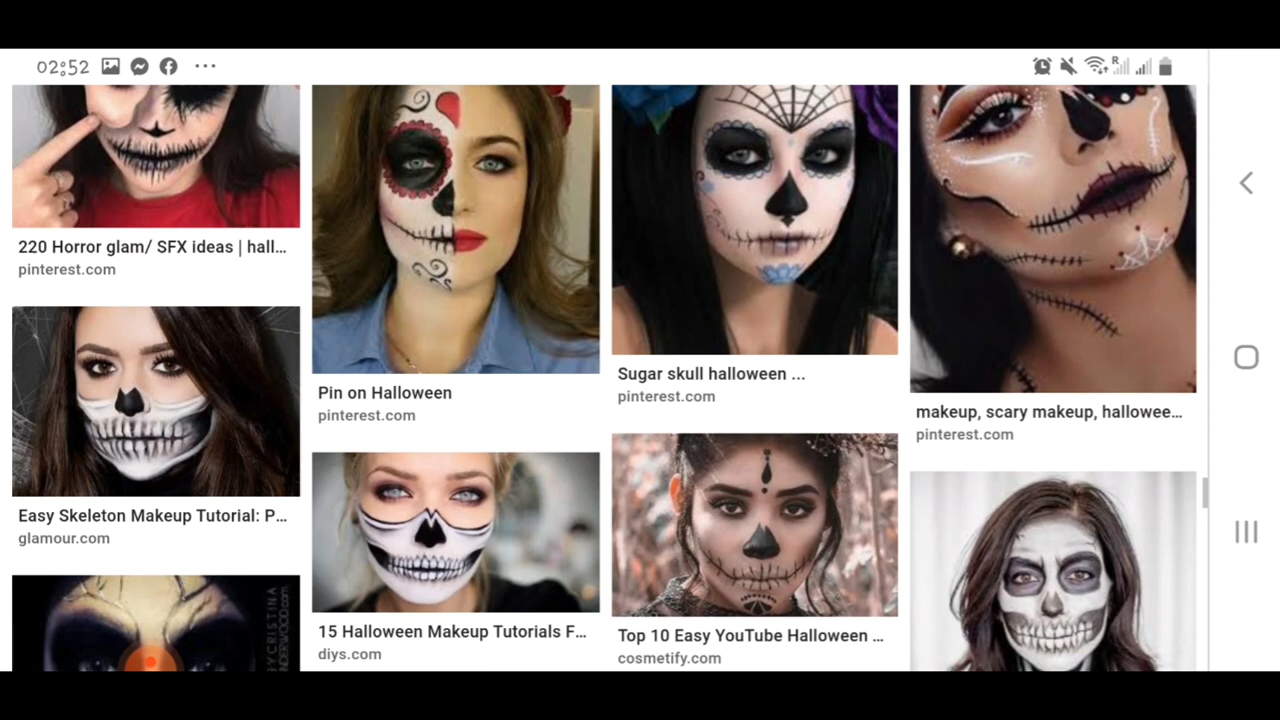 02:52
220 Horror glam/ SFX ideas | hall...
pinterest.com
Pin on Halloween
pinterest.com
Sugar skull halloween ...
pinterest.com
makeup, scary makeup, hallowee...
pinterest.com
Easy Skeleton Makeup Tutorial: P...
glamour.com
15 Halloween Makeup Tutorials F...
diys.com
Top 10 Easy YouTube Halloween ...
cosmetify.com
R